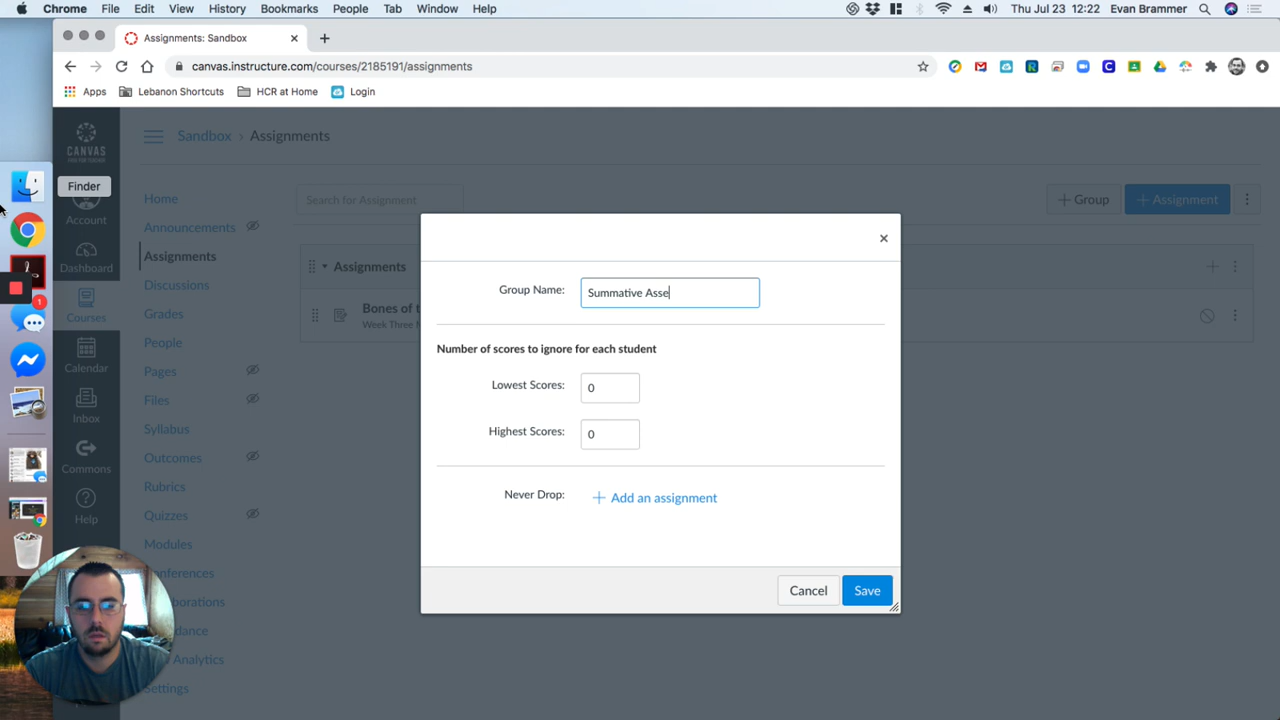 Chrome File Edit View History Bookmarks People Tab Window Help Thu Jul 23 12:22 Evan Brammer
Assignments: Sandbox
canvas.instructure.com/courses/2185191/assignments
Apps Lebanon Shortcuts HCR at Home Login
CANVAS
Sandbox › Assignments
Finder
Account
Dashboard
Courses
Calendar
Inbox
Commons
Help
1
Home
Announcements
Assignments
Discussions
Grades
People
Pages
Files
Syllabus
Outcomes
Rubrics
Quizzes
Modules
onferences
aborations
dance
Analytics
ettings
Search for Assignment
+ Group
+ Assignment
Assignments
Bones of t
Week Three
Group Name: Summative Asse
Number of scores to ignore for each student
Lowest Scores: 0
Highest Scores: 0
Never Drop: + Add an assignment
Cancel Save